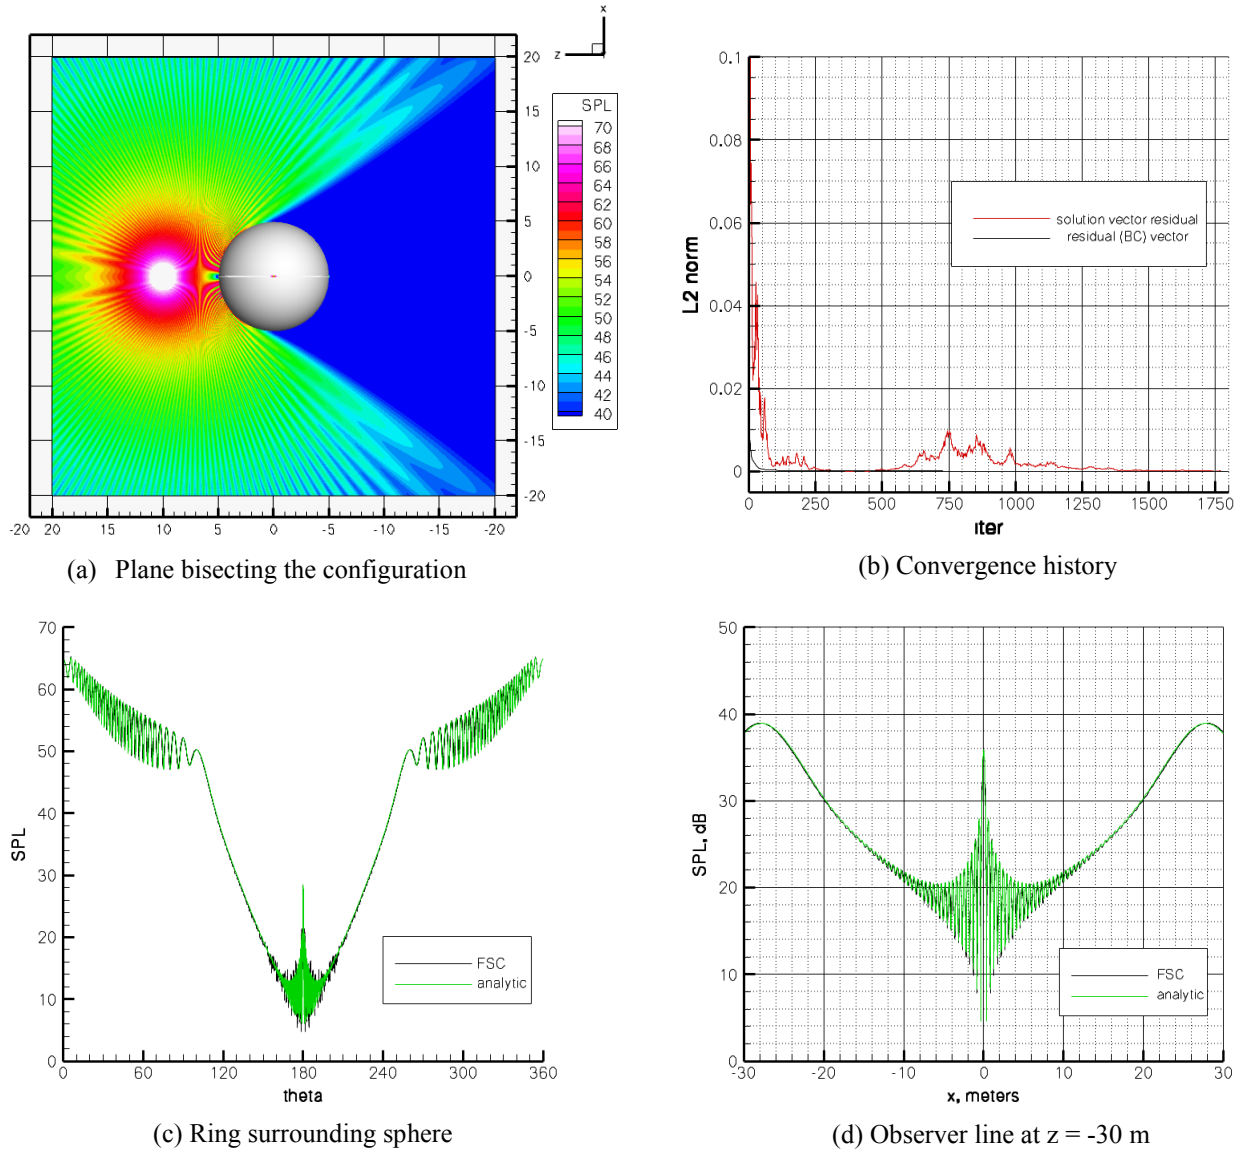 x
z
20
15
10
5
0
-5
-10
-15
-20
-20 20 15 10 5 0 -5 -10 -15 -20
SPL
70
68
66
64
62
60
58
56
54
52
50
48
46
44
42
40
(a) Plane bisecting the configuration
0.1
0.08
0.06
0.04
0.02
0
L2 norm
solution vector residual
residual (BC) vector
0 250 500 750 1000 1250 1500 1750
iter
(b) Convergence history
70
60
50
40
30
20
10
0
SPL
FSC
analytic
0 60 120 180 240 300 360
theta
(c) Ring surrounding sphere
50
40
30
20
10
0
SPL, dB
FSC
analytic
-30 -20 -10 0 10 20 30
x, meters
(d) Observer line at z = -30 m